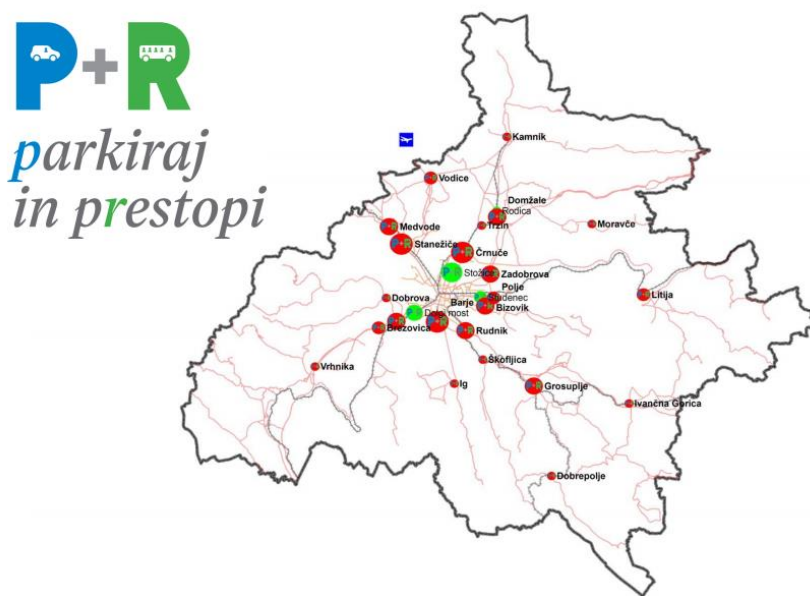 P+R
parkiraj
in prestopi
Kamnik
Vodice
Domžale
Rodica
Trzin
Moravče
Medvode
Stanežiče
Črnuče
P R Stožice
Zadobrova
Polje
Studenec
Litija
Dobrova
Barje
Bizovik
Dolgi most
Brezovica
Rudnik
Vrhnika
Škofljica
Ig
Grosuplje
Ivančna Gorica
Dobrepolje